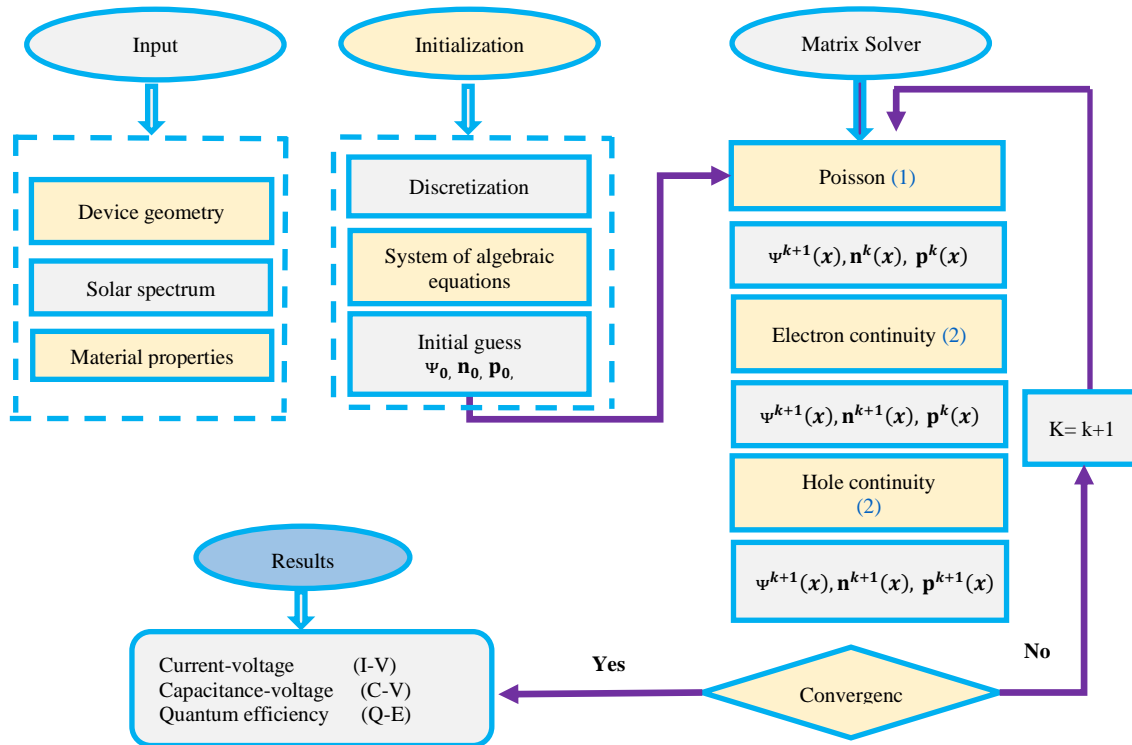 Input
Device geometry
Solar spectrum
Material properties
Initialization
Discretization
System of algebraic
equations
Initial guess
Ψ₀, n₀, p₀,
Matrix Solver
Poisson (1)
Ψᵏ⁺¹(x), nᵏ(x), pᵏ(x)
Electron continuity (2)
Ψᵏ⁺¹(x), nᵏ⁺¹(x), pᵏ(x)
Hole continuity
(2)
Ψᵏ⁺¹(x), nᵏ⁺¹(x), pᵏ⁺¹(x)
K= k+1
No
Convergenc
Yes
Results
Current-voltage (I-V)
Capacitance-voltage (C-V)
Quantum efficiency (Q-E)